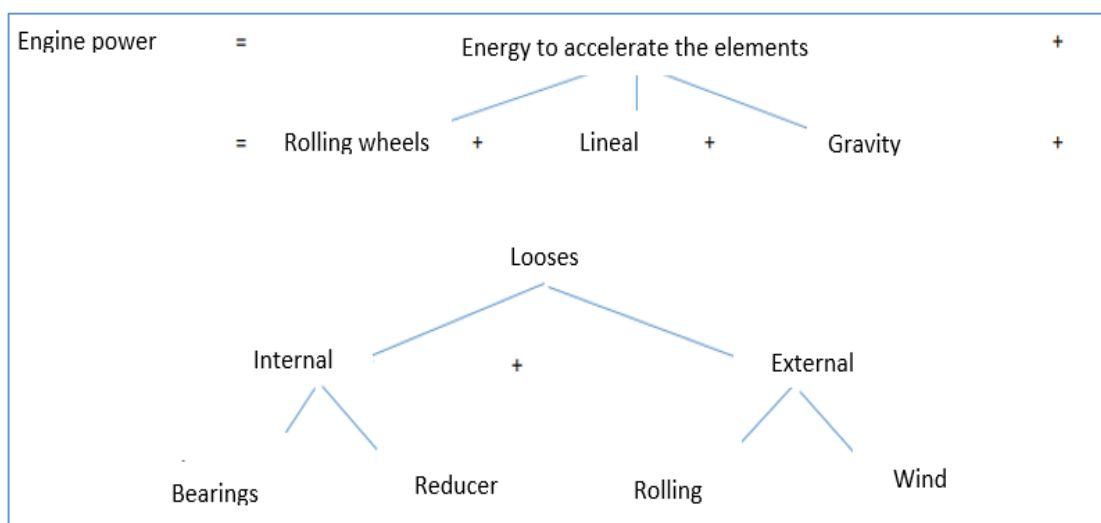 Engine power = Energy to accelerate the elements +
= Rolling wheels + Lineal + Gravity +
Looses
Internal + External
Bearings Reducer Rolling Wind